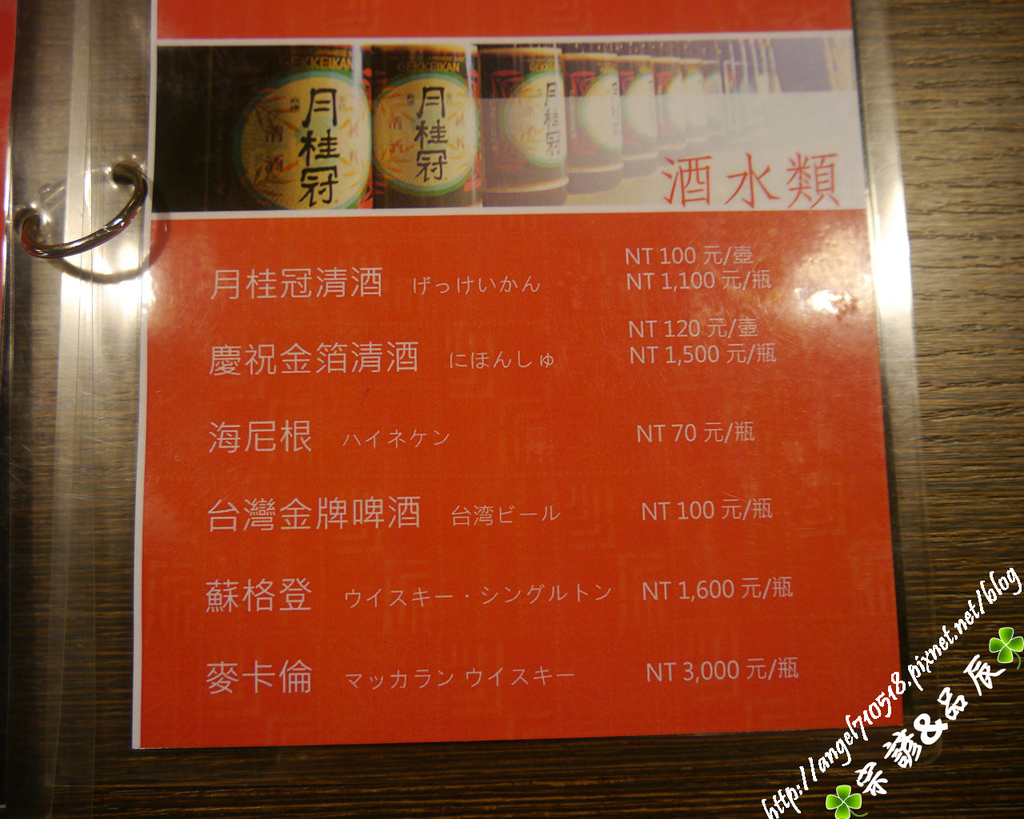 GEKKEIKAN
GEKKEIKAN
月桂冠
清酒
月桂冠
清酒
月桂冠
酒水類
月桂冠清酒 げっけいかん NT 100 元/壺
NT 1,100 元/瓶
慶祝金箔清酒 にほんしゅ NT 120 元/壺
NT 1,500 元/瓶
海尼根 ハイネケン NT 70 元/瓶
台灣金牌啤酒 台湾ビール NT 100 元/瓶
蘇格登 ウイスキー・シングルトン NT 1,600 元/瓶
麥卡倫 マッカラン ウイスキー NT 3,000 元/瓶
http://angel710518.pixnet.net/blog
宗諺&品辰